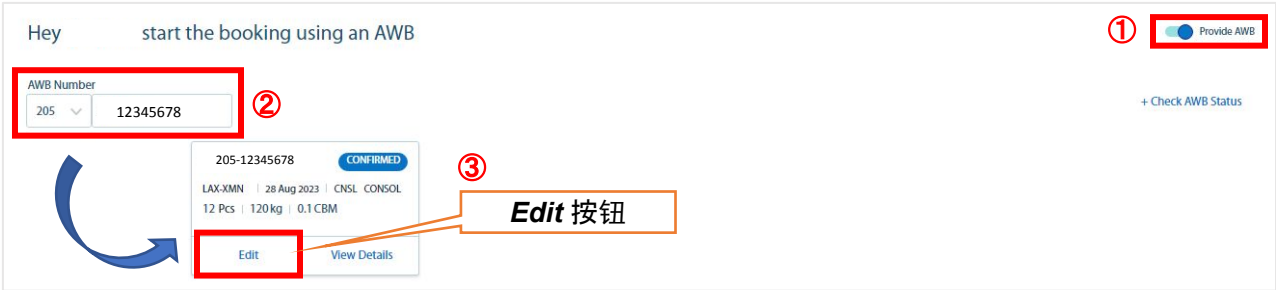 Hey start the booking using an AWB
① Provide AWB
AWB Number
205 12345678 ②
+ Check AWB Status
205-12345678 CONFIRMED
③
LAX-XMN | 28 Aug 2023 | CNSL CONSOL
12 Pcs | 120 kg | 0.1 CBM
Edit 按钮
Edit View Details